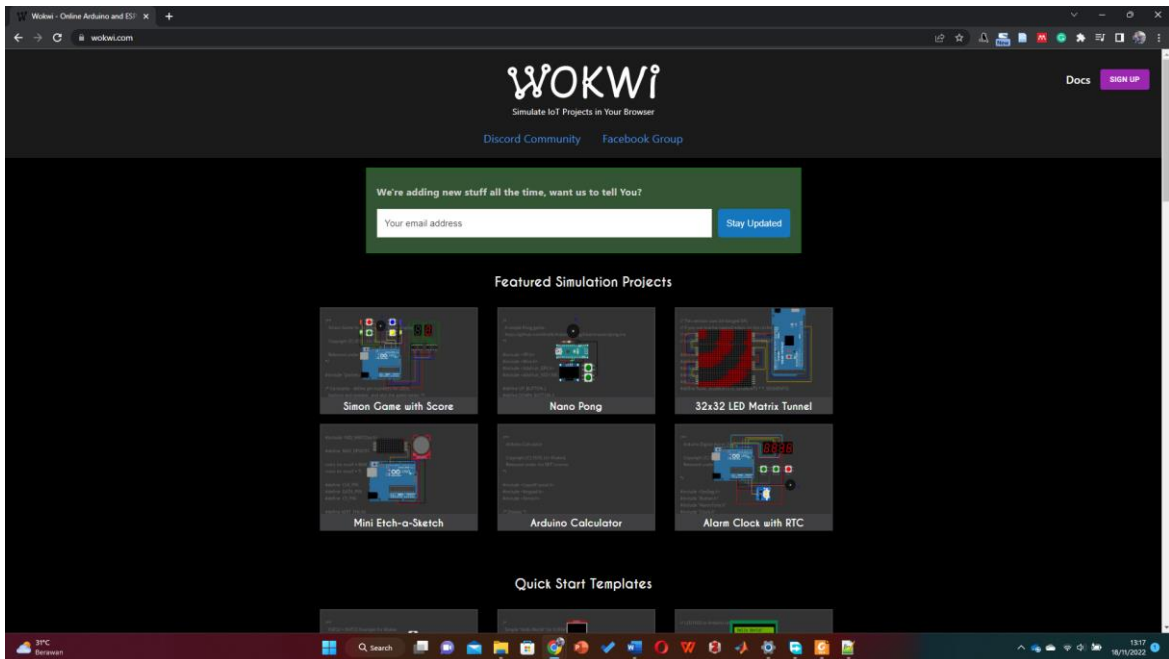 Wokwi - Online Arduino and ESP
wokwi.com
New
WOKWi
Simulate IoT Projects in Your Browser
Docs
SIGN UP
Discord Community Facebook Group
We're adding new stuff all the time, want us to tell You?
Your email address
Stay Updated
Featured Simulation Projects
Simon Game with Score
Nano Pong
32x32 LED Matrix Tunnel
Mini Etch-a-Sketch
Arduino Calculator
Alarm Clock with RTC
Quick Start Templates
31°C
Berawan
Search
13:17
18/11/2022